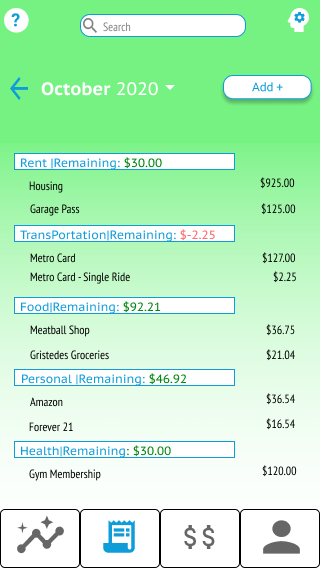 ?
Search
October 2020
Add +
Rent |Remaining: $30.00
Housing $925.00
Garage Pass $125.00
TransPortation|Remaining: $-2.25
Metro Card $127.00
Metro Card - Single Ride $2.25
Food|Remaining: $92.21
Meatball Shop $36.75
Gristedes Groceries $21.04
Personal |Remaining: $46.92
Amazon $36.54
Forever 21 $16.54
Health|Remaining: $30.00
Gym Membership $120.00
$ $